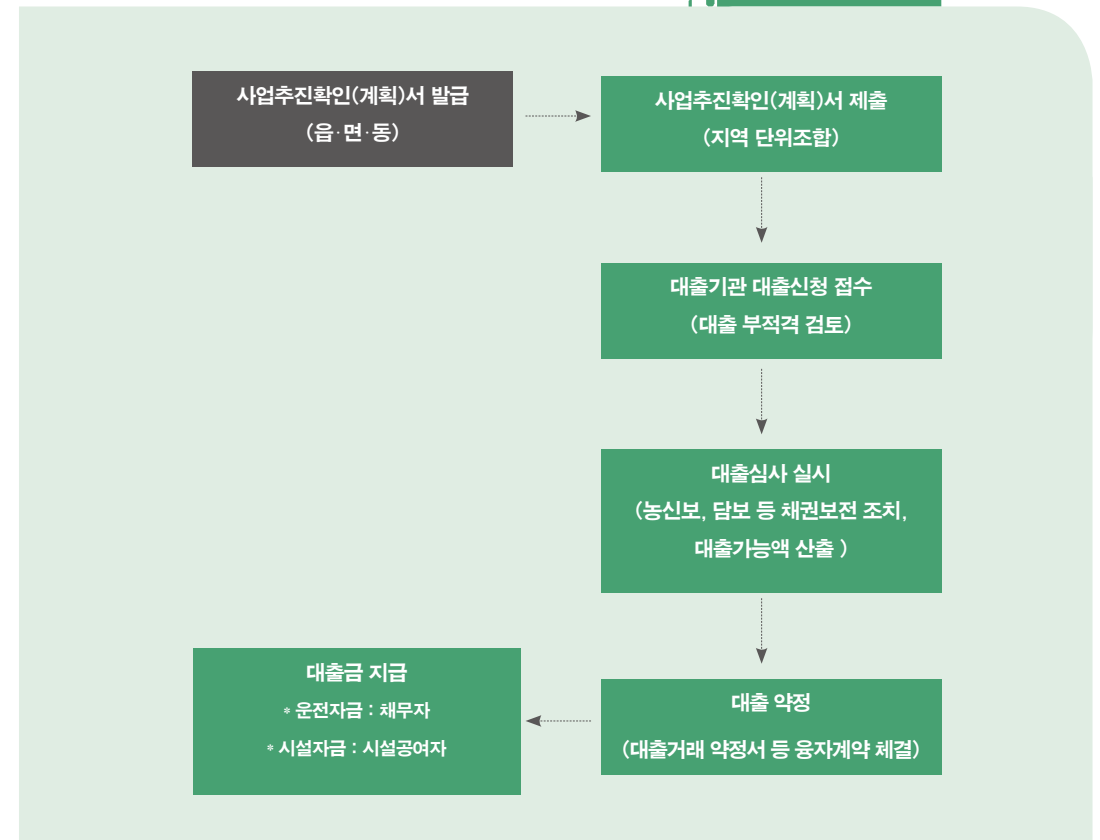 사업추진확인(계획)서 발급
(읍·면·동)
사업추진확인(계획)서 제출
(지역 단위조합)
대출기관 대출신청 접수
(대출 부적격 검토)
대출심사 실시
(농신보, 담보 등 채권보전 조치,
대출가능액 산출 )
대출 약정
(대출거래 약정서 등 융자계약 체결)
대출금 지급
* 운전자금 : 채무자
* 시설자금 : 시설공여자